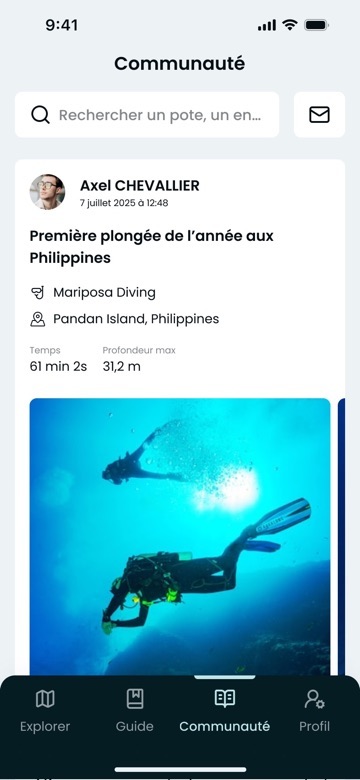 9:41
Communauté
Rechercher un pote, un en...
Axel CHEVALLIER
7 juillet 2025 à 12:48
Première plongée de l’année aux
Philippines
Mariposa Diving
Pandan Island, Philippines
Temps
Profondeur max
61 min 2s
31,2 m
Explorer
Guide
Communauté
Profil